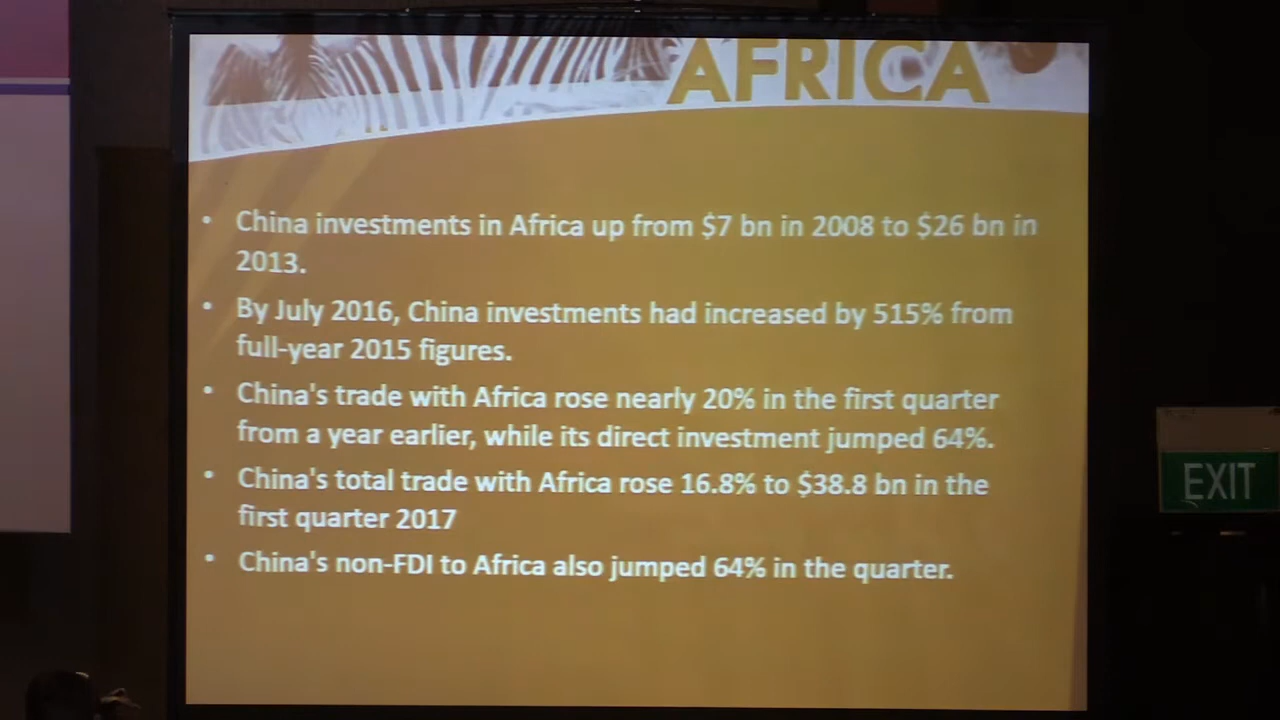 AFRICA
• China investments in Africa up from $7 bn in 2008 to $26 bn in
2013.
• By July 2016, China investments had increased by 515% from
full-year 2015 figures.
• China's trade with Africa rose nearly 20% in the first quarter
from a year earlier, while its direct investment jumped 64%.
• China's total trade with Africa rose 16.8% to $38.8 bn in the
first quarter 2017
• China's non-FDI to Africa also jumped 64% in the quarter.
EXIT